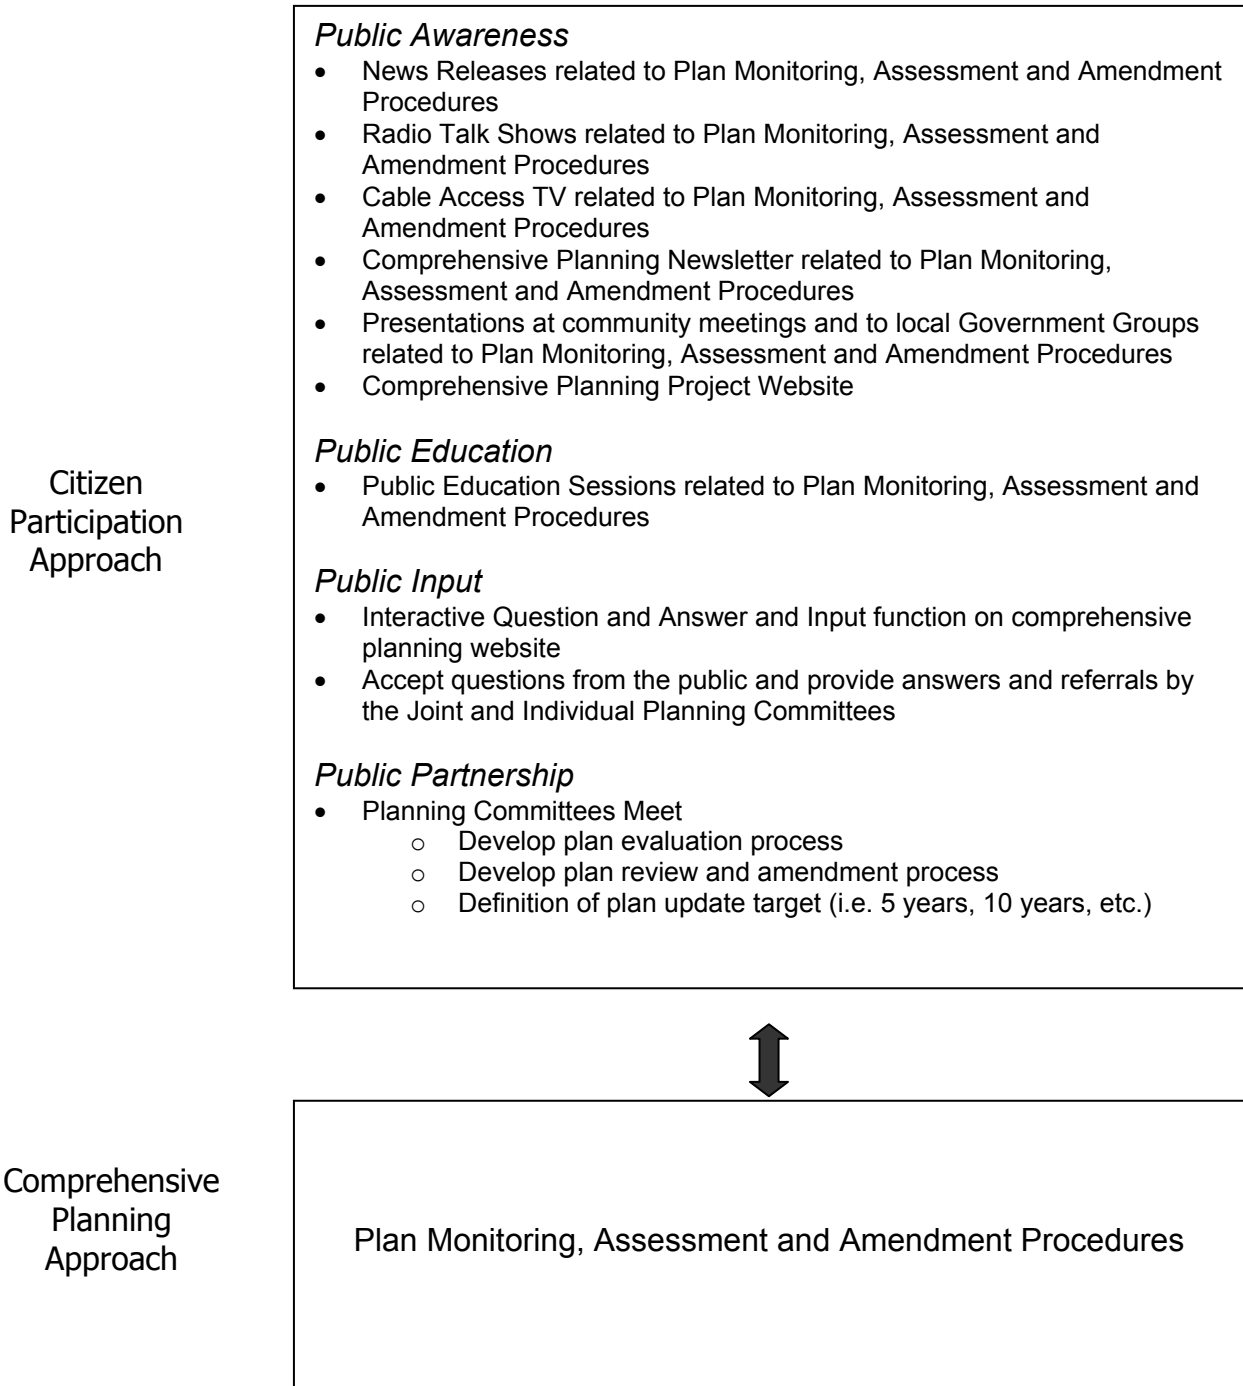 Public Awareness
• News Releases related to Plan Monitoring, Assessment and Amendment
Procedures
• Radio Talk Shows related to Plan Monitoring, Assessment and
Amendment Procedures
• Cable Access TV related to Plan Monitoring, Assessment and
Amendment Procedures
• Comprehensive Planning Newsletter related to Plan Monitoring,
Assessment and Amendment Procedures
• Presentations at community meetings and to local Government Groups
related to Plan Monitoring, Assessment and Amendment Procedures
• Comprehensive Planning Project Website
Public Education
• Public Education Sessions related to Plan Monitoring, Assessment and
Amendment Procedures
Public Input
• Interactive Question and Answer and Input function on comprehensive
planning website
• Accept questions from the public and provide answers and referrals by
the Joint and Individual Planning Committees
Public Partnership
• Planning Committees Meet
o Develop plan evaluation process
o Develop plan review and amendment process
o Definition of plan update target (i.e. 5 years, 10 years, etc.)
Citizen
Participation
Approach
Comprehensive
Planning
Approach
Plan Monitoring, Assessment and Amendment Procedures